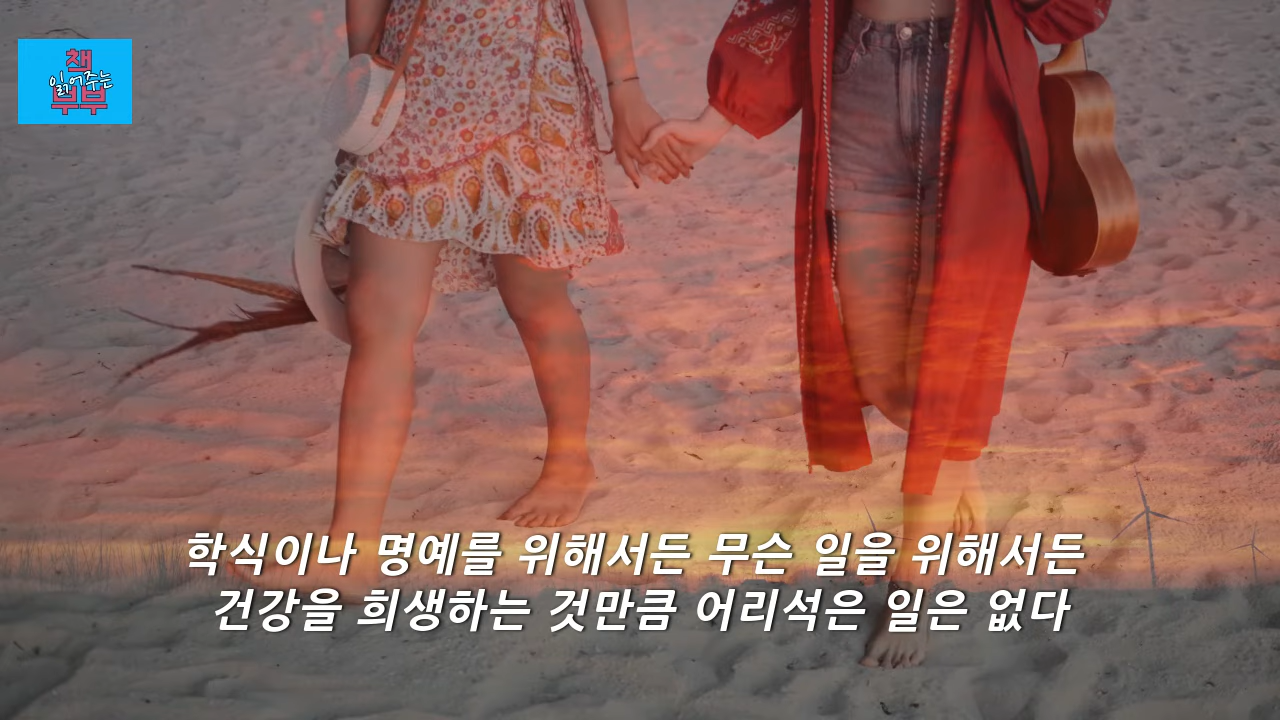 책
읽어주는
부부
학식이나 명예를 위해서든 무슨 일을 위해서든
건강을 희생하는 것만큼 어리석은 일은 없다